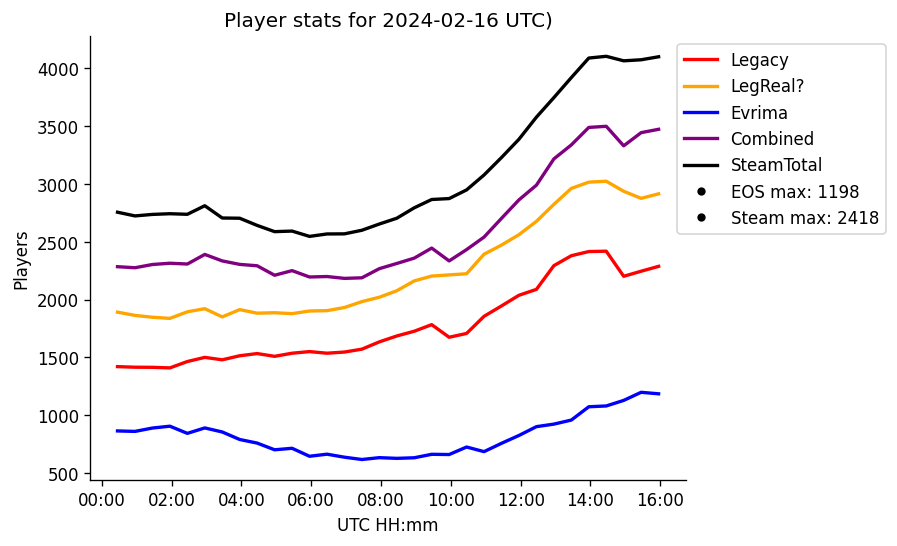 Player stats for 2024-02-16 UTC)
Players
4000
3500
3000
2500
2000
1500
1000
500
00:00 02:00 04:00 06:00 08:00 10:00 12:00 14:00 16:00
UTC HH:mm
Legacy
LegReal?
Evrima
Combined
SteamTotal
EOS max: 1198
Steam max: 2418